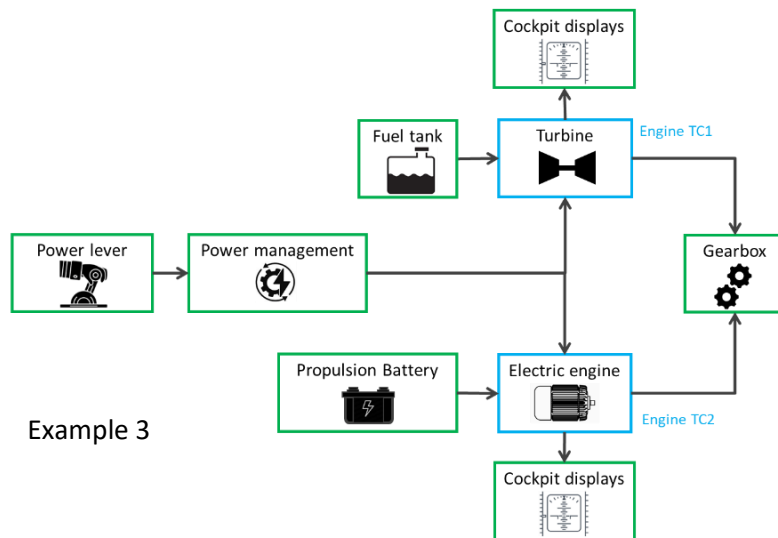 Cockpit displays
Fuel tank
Turbine
Engine TC1
Power lever
Power management
Gearbox
Propulsion Battery
Electric engine
Engine TC2
Example 3
Cockpit displays